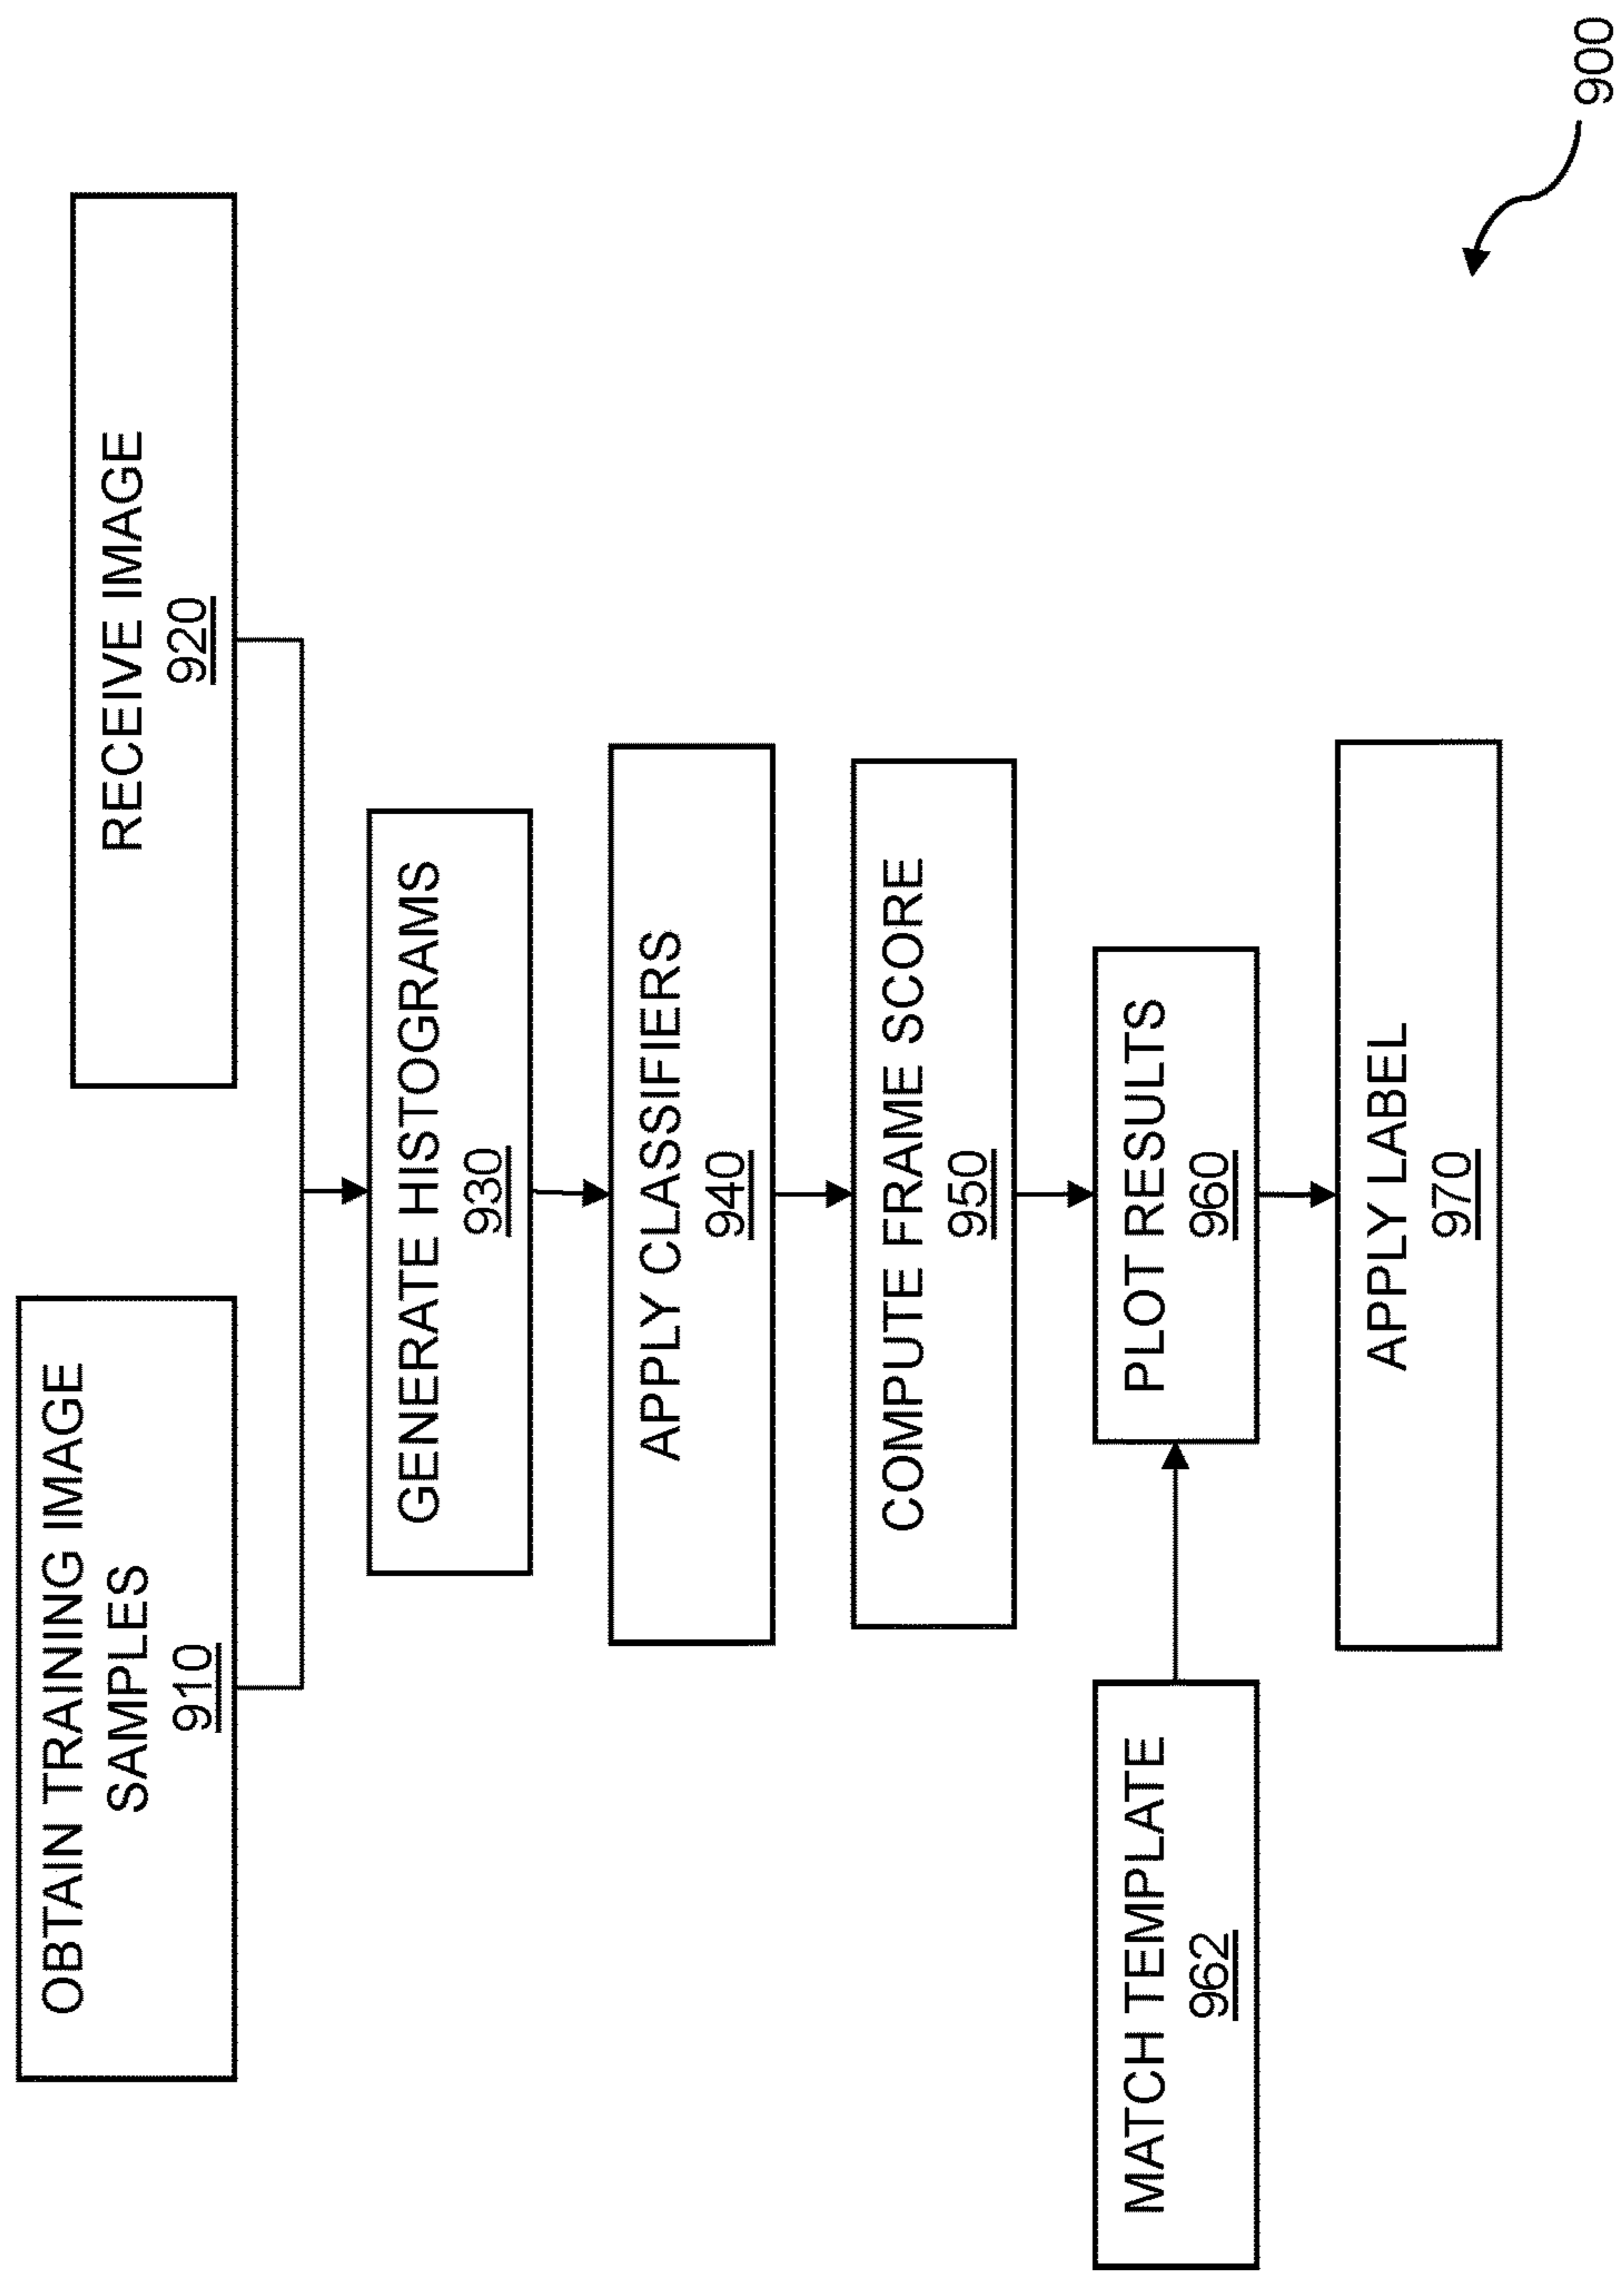 OBTAIN TRAINING IMAGE
SAMPLES
910
RECEIVE IMAGE
920
GENERATE HISTOGRAMS
930
APPLY CLASSIFIERS
940
COMPUTE FRAME SCORE
950
MATCH TEMPLATE
962
PLOT RESULTS
960
APPLY LABEL
970
900